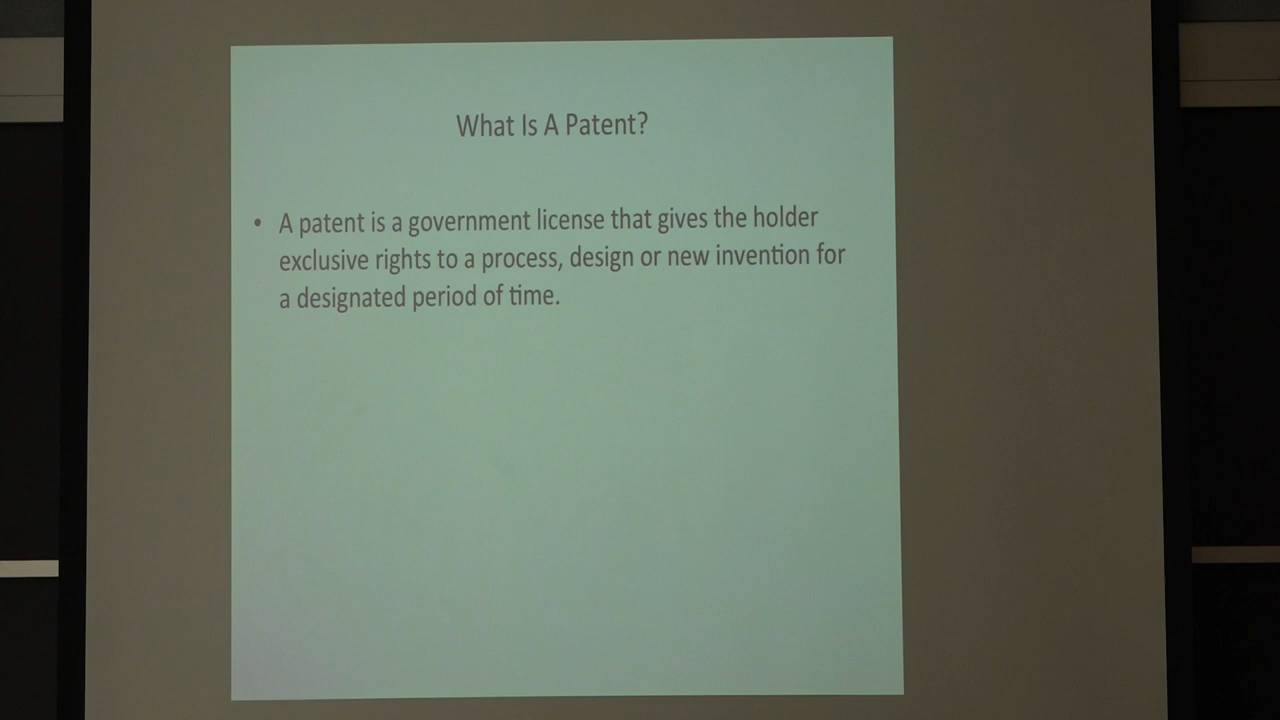 What Is A Patent?
• A patent is a government license that gives the holder
exclusive rights to a process, design or new invention for
a designated period of time.